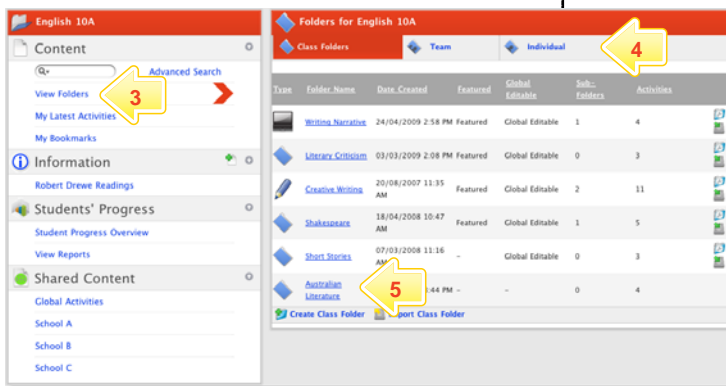 English 10A
Content
Advanced Search
View Folders
3
My Latest Activities
My Bookmarks
Information
Robert Drewe Readings
Students' Progress
Student Progress Overview
View Reports
Shared Content
Global Activities
School A
School B
School C
Folders for English 10A
Class Folders Team Individual 4
Type Folder Name Date Created Featured Global Editable Sub-Folders Activities
Writing Narrative 24/04/2009 2:58 PM Featured Global Editable 1 4
Literary Criticism 03/03/2009 2:08 PM Featured Global Editable 0 3
Creative Writing 20/08/2007 11:35 AM Featured Global Editable 2 11
Shakespeare 18/04/2008 10:47 AM Featured Global Editable 1 5
Short Stories 07/03/2008 11:16 - Global Editable 0 3
Australian Literature 5 :44 PM - - 0 4
Create Class Folder Class Folder